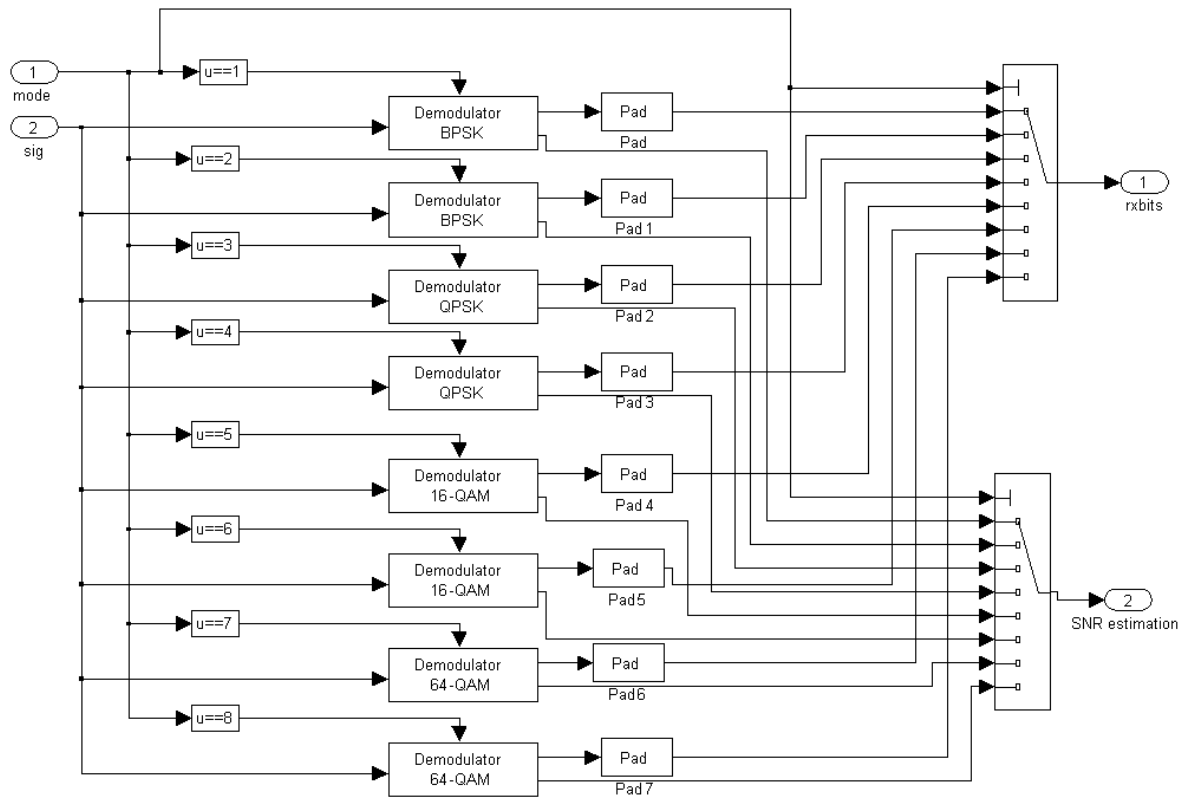 1
mode
2
sig
u==1
Demodulator
BPSK
Pad
Pad
u==2
Demodulator
BPSK
Pad
Pad 1
u==3
Demodulator
QPSK
Pad
Pad 2
u==4
Demodulator
QPSK
Pad
Pad 3
u==5
Demodulator
16-QAM
Pad
Pad 4
u==6
Demodulator
16-QAM
Pad
Pad5
u==7
Demodulator
64-QAM
Pad
Pad6
u==8
Demodulator
64-QAM
Pad
Pad 7
1
rxbits
2
SNR estimation